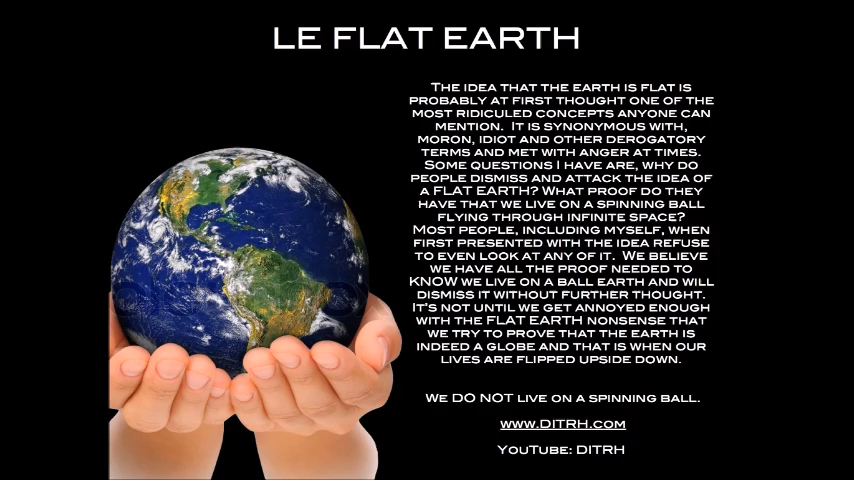 LE FLAT EARTH
THE IDEA THAT THE EARTH IS FLAT IS
PROBABLY AT FIRST THOUGHT ONE OF THE
MOST RIDICULED CONCEPTS ANYONE CAN
MENTION. IT IS SYNONYMOUS WITH,
MORON, IDIOT AND OTHER DEROGATORY
TERMS AND MET WITH ANGER AT TIMES.
SOME QUESTIONS I HAVE ARE, WHY DO
PEOPLE DISMISS AND ATTACK THE IDEA OF
A FLAT EARTH? WHAT PROOF DO THEY
HAVE THAT WE LIVE ON A SPINNING BALL
FLYING THROUGH INFINITE SPACE?
MOST PEOPLE, INCLUDING MYSELF, WHEN
FIRST PRESENTED WITH THE IDEA REFUSE
TO EVEN LOOK AT ANY OF IT. WE BELIEVE
WE HAVE ALL THE PROOF NEEDED TO
KNOW WE LIVE ON A BALL EARTH AND WILL
DISMISS IT WITHOUT FURTHER THOUGHT.
IT'S NOT UNTIL WE GET ANNOYED ENOUGH
WITH THE FLAT EARTH NONSENSE THAT
WE TRY TO PROVE THAT THE EARTH IS
INDEED A GLOBE AND THAT IS WHEN OUR
LIVES ARE FLIPPED UPSIDE DOWN.
WE DO NOT LIVE ON A SPINNING BALL.
WWW.DITRH.COM
YOUTUBE: DITRH